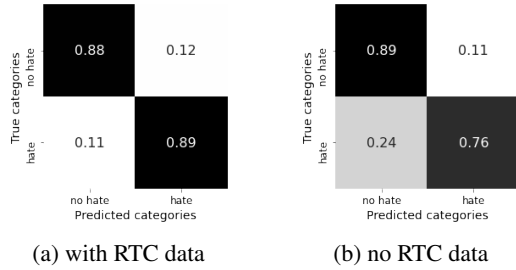 True categories
no hate
hate
0.88 0.12
0.11 0.89
no hate hate
Predicted categories
(a) with RTC data
True categories
no hate
hate
0.89 0.11
0.24 0.76
no hate hate
Predicted categories
(b) no RTC data